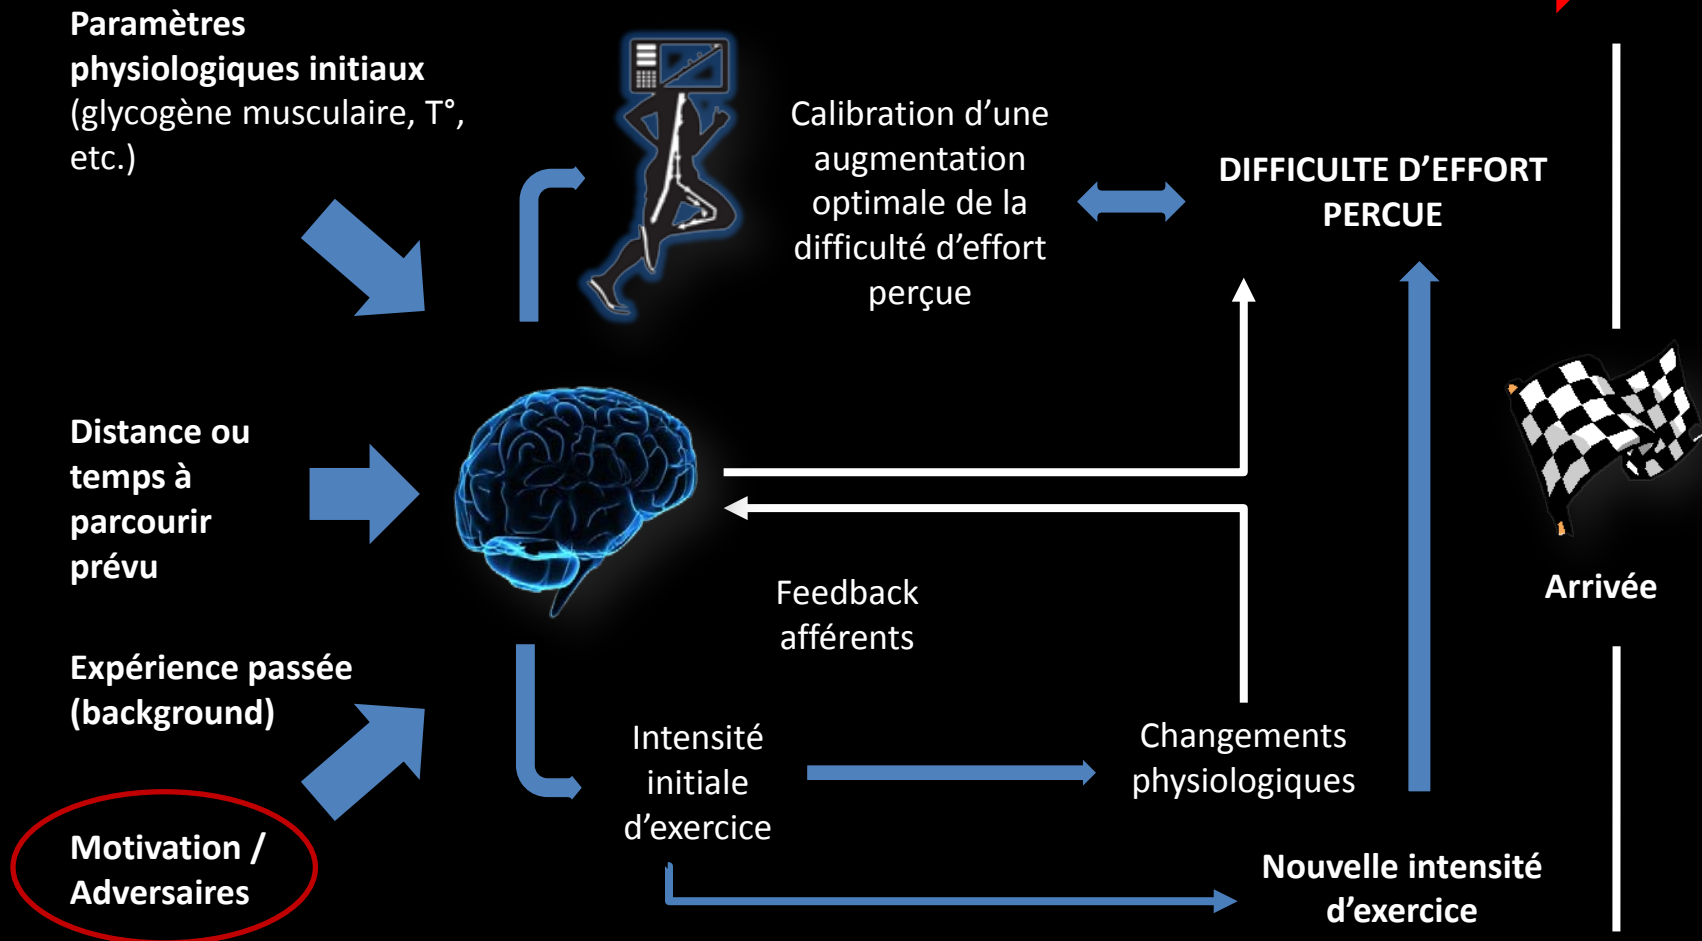 Paramètres
physiologiques initiaux
(glycogène musculaire, T°,
etc.)
Calibration d’une
augmentation
optimale de la
difficulté d’effort
perçue
DIFFICULTE D’EFFORT
PERCUE
Distance ou
temps à
parcourir
prévu
Feedback
afférents
Arrivée
Expérience passée
(background)
Intensité
initiale
d’exercice
Changements
physiologiques
Motivation /
Adversaires
Nouvelle intensité
d’exercice